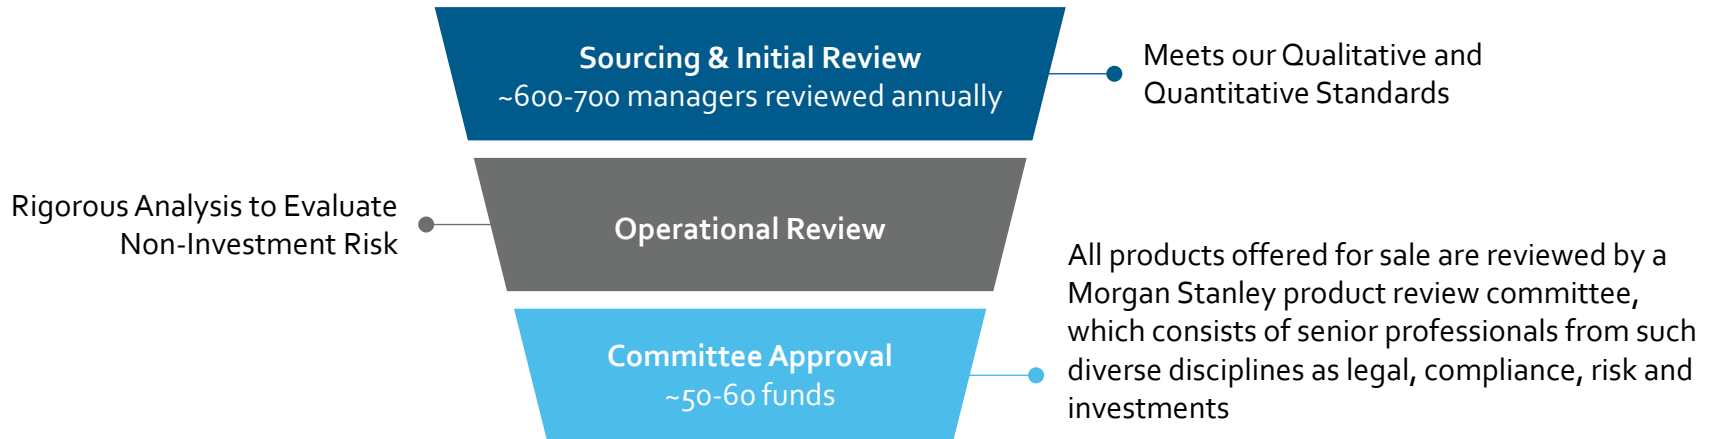 Sourcing & Initial Review
~600-700 managers reviewed annually
Meets our Qualitative and
Quantitative Standards
Rigorous Analysis to Evaluate
Non-Investment Risk
Operational Review
Committee Approval
~50-60 funds
All products offered for sale are reviewed by a
Morgan Stanley product review committee,
which consists of senior professionals from such
diverse disciplines as legal, compliance, risk and
investments